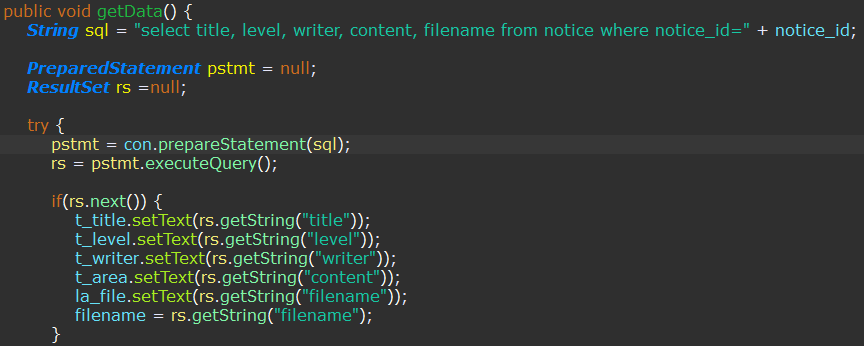 public void getData() {
String sql = "select title, level, writer, content, filename from notice where notice_id=" + notice_id;
PreparedStatement pstmt = null;
ResultSet rs =null;
try {
pstmt = con.prepareStatement(sql);
rs = pstmt.executeQuery();
if(rs.next()) {
t_title.setText(rs.getString("title"));
t_level.setText(rs.getString("level"));
t_writer.setText(rs.getString("writer"));
t_area.setText(rs.getString("content"));
la_file.setText(rs.getString("filename"));
filename = rs.getString("filename");
}